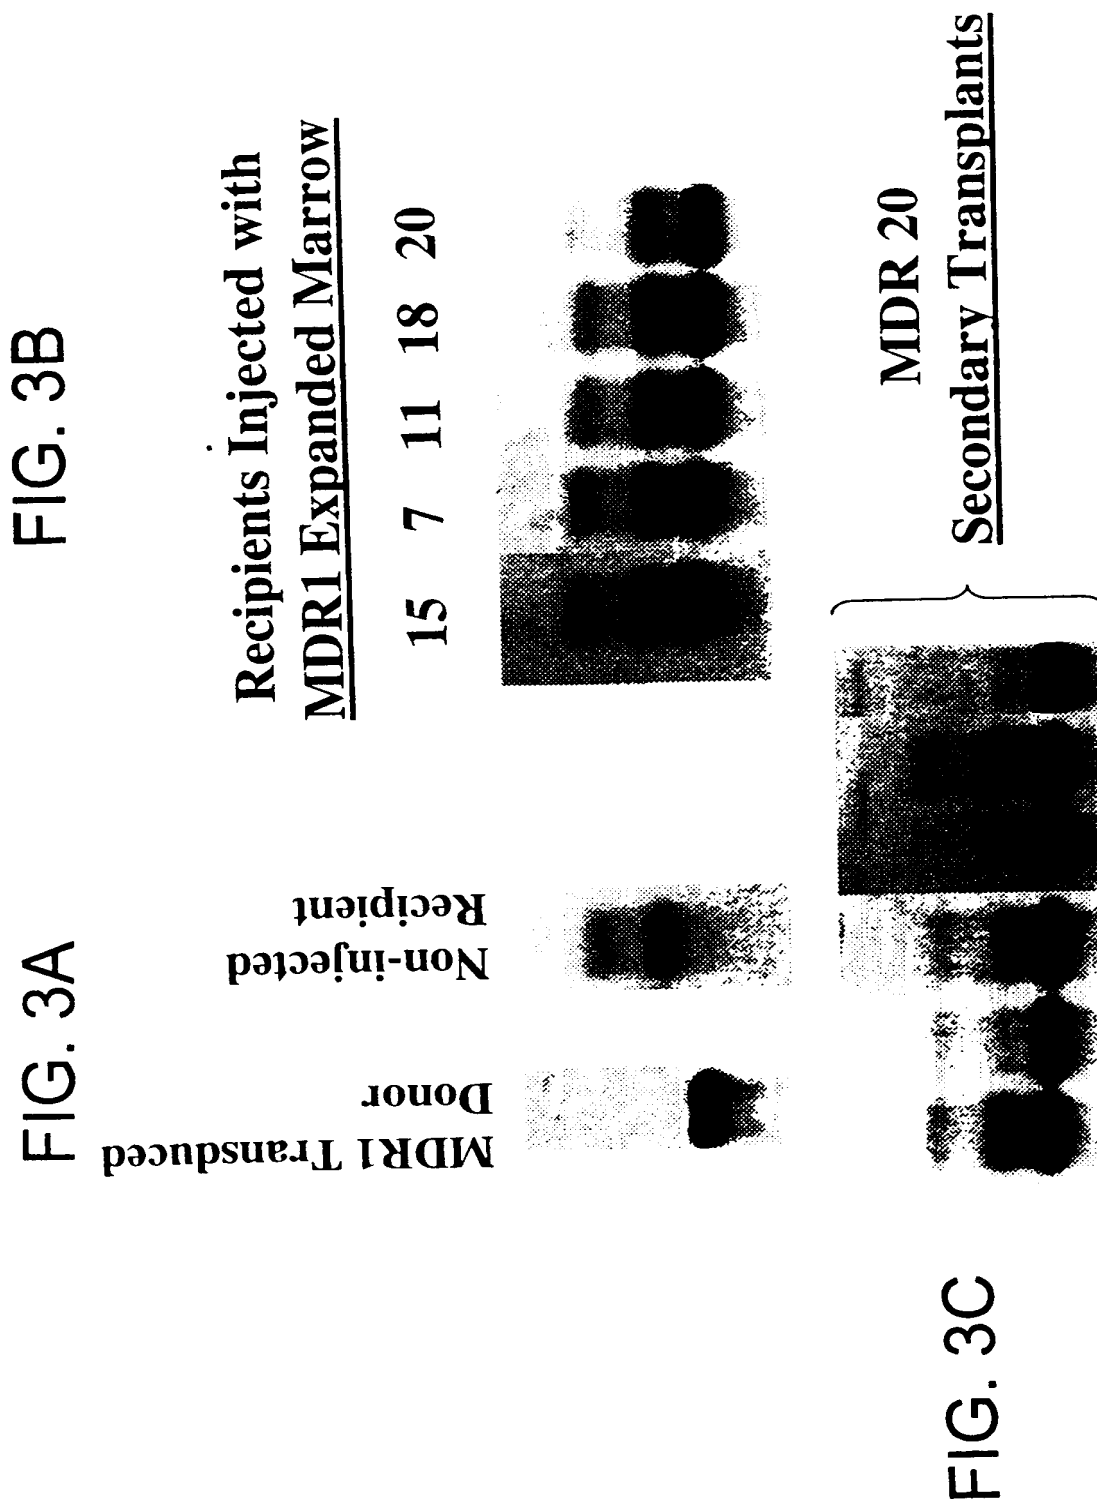 FIG. 3A
MDR1 Transduced
Donor
Non-injected
Recipient
FIG. 3B
Recipients Injected with
MDR1 Expanded Marrow
15 7 11 18 20
FIG. 3C
MDR 20
Secondary Transplants